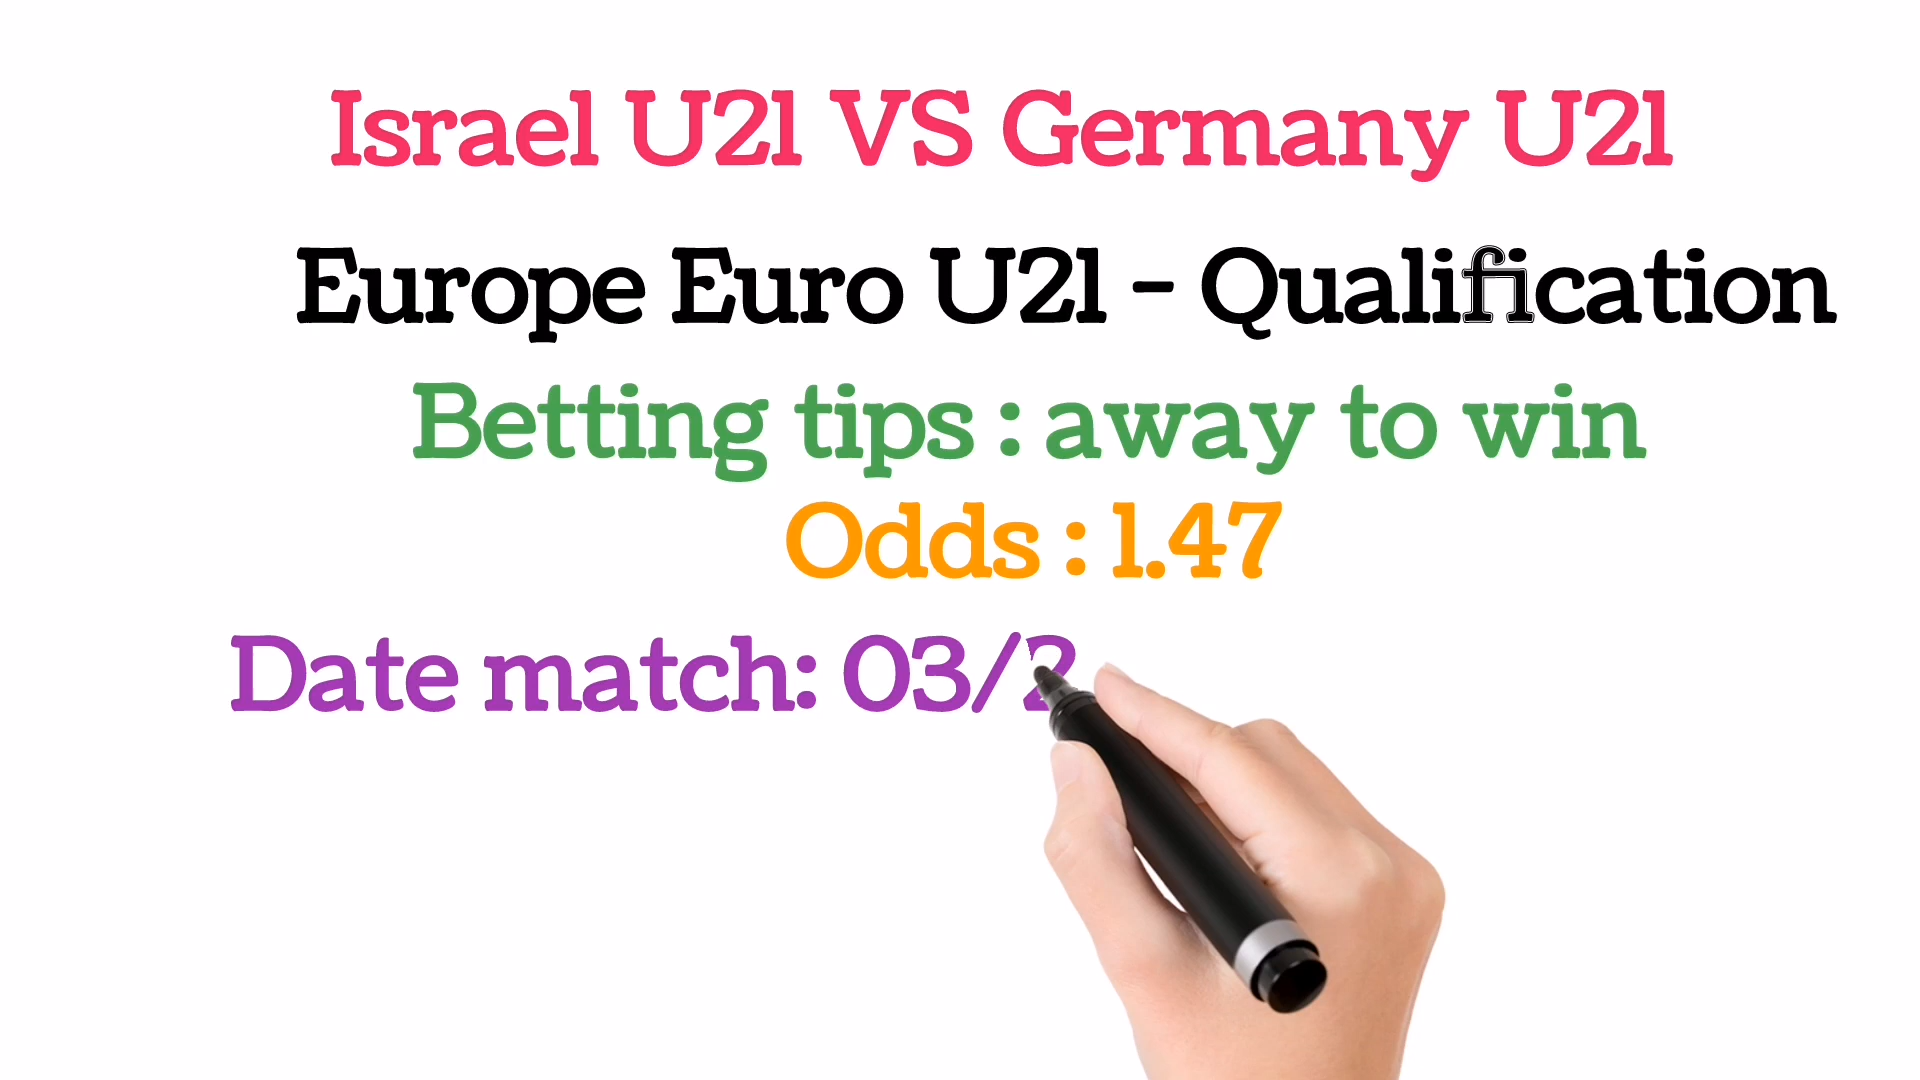 Israel U21 VS Germany U21
Europe Euro U21 - Qualification
Betting tips : away to win
Odds : 1.47
Date match: 03/2